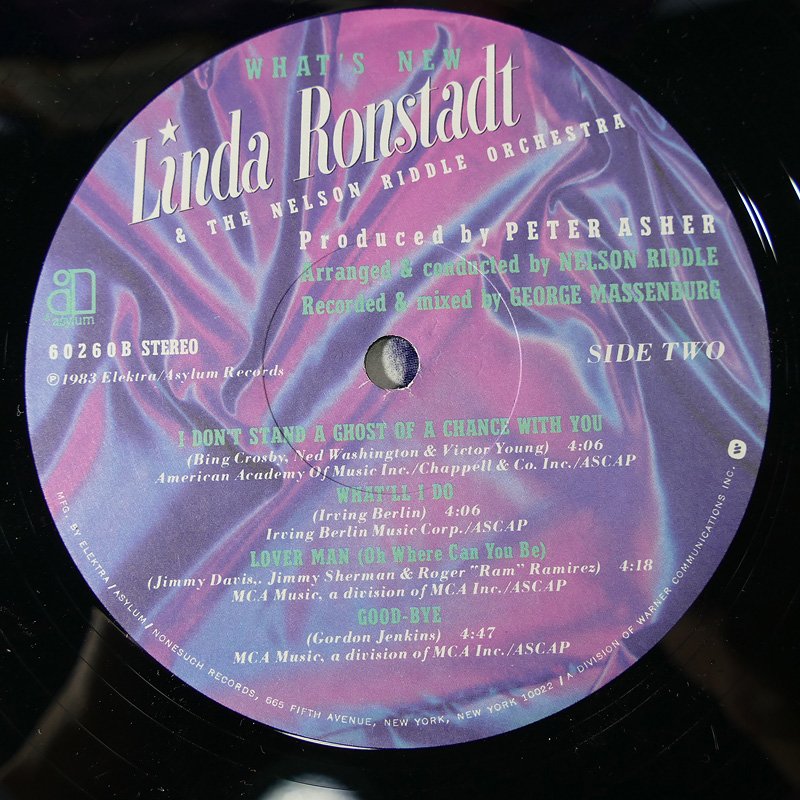 WHAT'S NEW
Linda Ronstadt
& THE NELSON RIDDLE ORCHESTRA
Produced by PETER ASHER
Arranged & conducted by NELSON RIDDLE
Recorded & mixed by GEORGE MASSENBURG
asylum
60260B STEREO
SIDE TWO
℗1983 Elektra/Asylum Records
I DON'T STAND A GHOST OF A CHANCE WITH YOU
(Bing Crosby, Ned Washington & Victor Young) 4:06
American Academy Of Music Inc./Chappell & Co. Inc./ASCAP
WHAT'LL I DO
(Irving Berlin) 4:06
Irving Berlin Music Corp./ASCAP
LOVER MAN (Oh Where Can You Be)
(Jimmy Davis,. Jimmy Sherman & Roger "Ram" Ramirez) 4:18
MCA Music, a division of MCA Inc./ASCAP
GOOD-BYE
(Gordon Jenkins) 4:47
MCA Music, a division of MCA Inc./ASCAP
MFG. BY ELEKTRA/ASYLUM/NONESUCH RECORDS, 665 FIFTH AVENUE, NEW YORK, NEW YORK 10022 / A DIVISION OF WARNER COMMUNICATIONS INC.